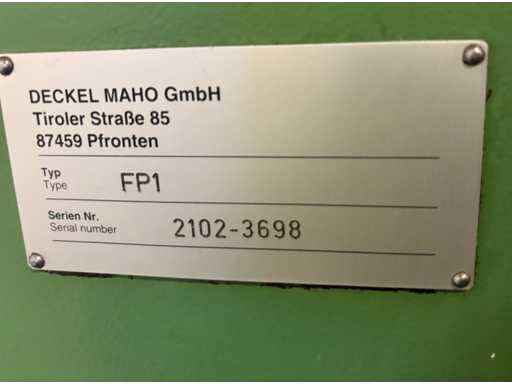 DECKEL MAHO GmbH
Tiroler Straße 85
87459 Pfronten
Typ
Type FP1
Serien Nr.
Serial number 2102-3698